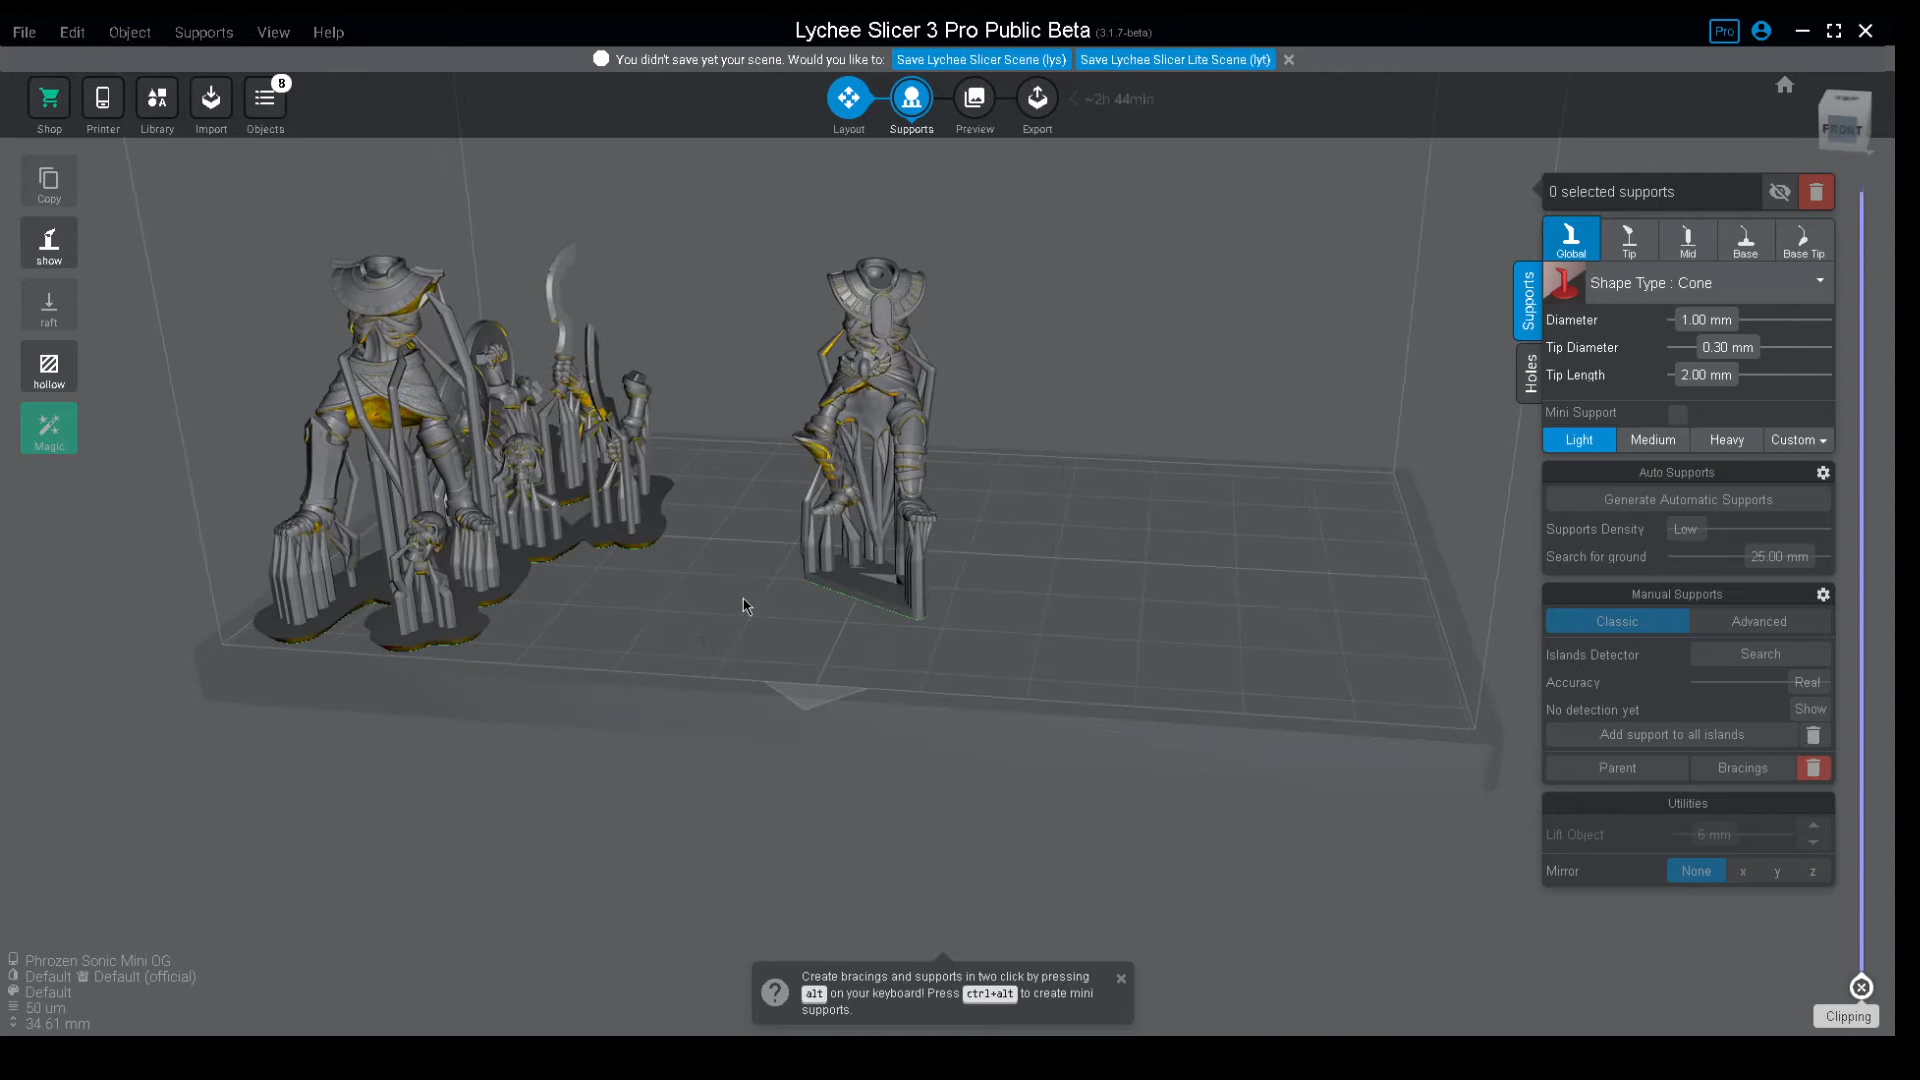 Lychee Slicer 3 Pro Public Beta (3.1.7-beta)
File Edit Object Supports View Help
Pro
You didn't save yet your scene. Would you like to: Save Lychee Slicer Scene (lys) Save Lychee Slicer Lite Scene (lyt)
8
~2h 44min
Shop Printer Library Import Objects
Layout Supports Preview Export
TOP
FRONT
Copy
show
raft
hollow
Magic
0 selected supports
Global Tip Mid Base Base Tip
Supports
Holes
Shape Type : Cone
Diameter 1.00 mm
Tip Diameter 0.30 mm
Tip Length 2.00 mm
Mini Support
Light Medium Heavy Custom
Auto Supports
Generate Automatic Supports
Supports Density Low
Search for ground 25.00 mm
Manual Supports
Classic Advanced
Islands Detector Search
Accuracy Real
No detection yet Show
Add support to all islands
Parent Bracings
Utilities
Lift Object 6 mm
Mirror None x y z
Phrozen Sonic Mini OG
Default Default (official)
Default
50 um
34.61 mm
Create bracings and supports in two click by pressing
alt on your keyboard! Press ctrl+alt to create mini
supports.
Clipping